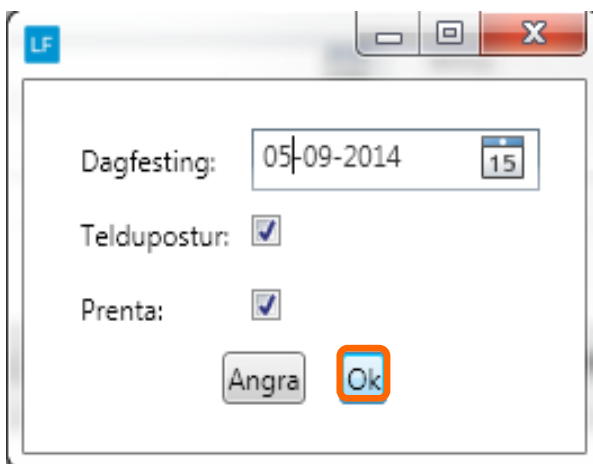 LF
Dagfesting: 05-09-2014 15
Teldupostur:
Prenta:
Angra Ok